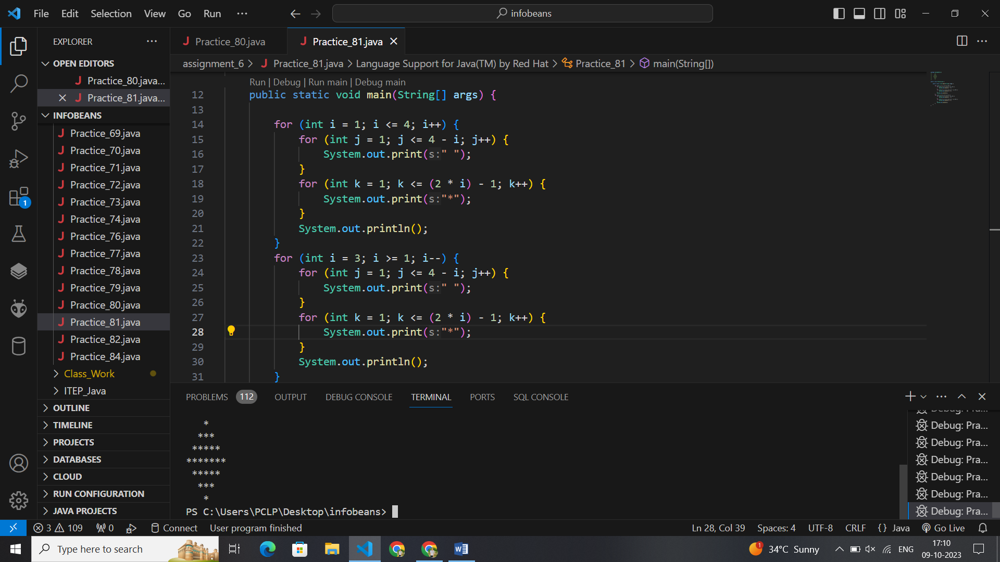 File Edit Selection View Go Run ···
infobeans
EXPLORER ···
OPEN EDITORS
J Practice_80.java...
J Practice_81.java...
INFOBEANS
J Practice_69.java
J Practice_70.java
J Practice_71.java
J Practice_72.java
J Practice_73.java
J Practice_74.java
J Practice_76.java
J Practice_77.java
J Practice_78.java
J Practice_79.java
J Practice_80.java
J Practice_81.java
J Practice_82.java
J Practice_84.java
Class_Work
ITEP_Java
OUTLINE
TIMELINE
PROJECTS
DATABASES
CLOUD
RUN CONFIGURATION
JAVA PROJECTS
1
J Practice_80.java J Practice_81.java
assignment_6 > J Practice_81.java > Language Support for Java(TM) by Red Hat > Practice_81 > main(String[])
Run | Debug | Run main | Debug main
12 public static void main(String[] args) {
13
14 for (int i = 1; i <= 4; i++) {
15 for (int j = 1; j <= 4 - i; j++) {
16 System.out.print(s:" ");
17 }
18 for (int k = 1; k <= (2 * i) - 1; k++) {
19 System.out.print(s:"*");
20 }
21 System.out.println();
22 }
23 for (int i = 3; i >= 1; i--) {
24 for (int j = 1; j <= 4 - i; j++) {
25 System.out.print(s:" ");
26 }
27 for (int k = 1; k <= (2 * i) - 1; k++) {
28 System.out.print(s:"*");
29 }
30 System.out.println();
31 }
PROBLEMS 112 OUTPUT DEBUG CONSOLE TERMINAL PORTS SQL CONSOLE
   *
  ***
 *****
*******
 *****
  ***
   *
PS C:\Users\PCLP\Desktop\infobeans>
Debug: Pra...
Debug: Pra...
Debug: Pra...
Debug: Pra...
Debug: Pra...
Debug: Pra...
Debug: Pra...
3 109 0 Connect User program finished Ln 28, Col 39 Spaces: 4 UTF-8 CRLF {} Java Go Live
Type here to search
1 34°C Sunny ENG 17:10
09-10-2023